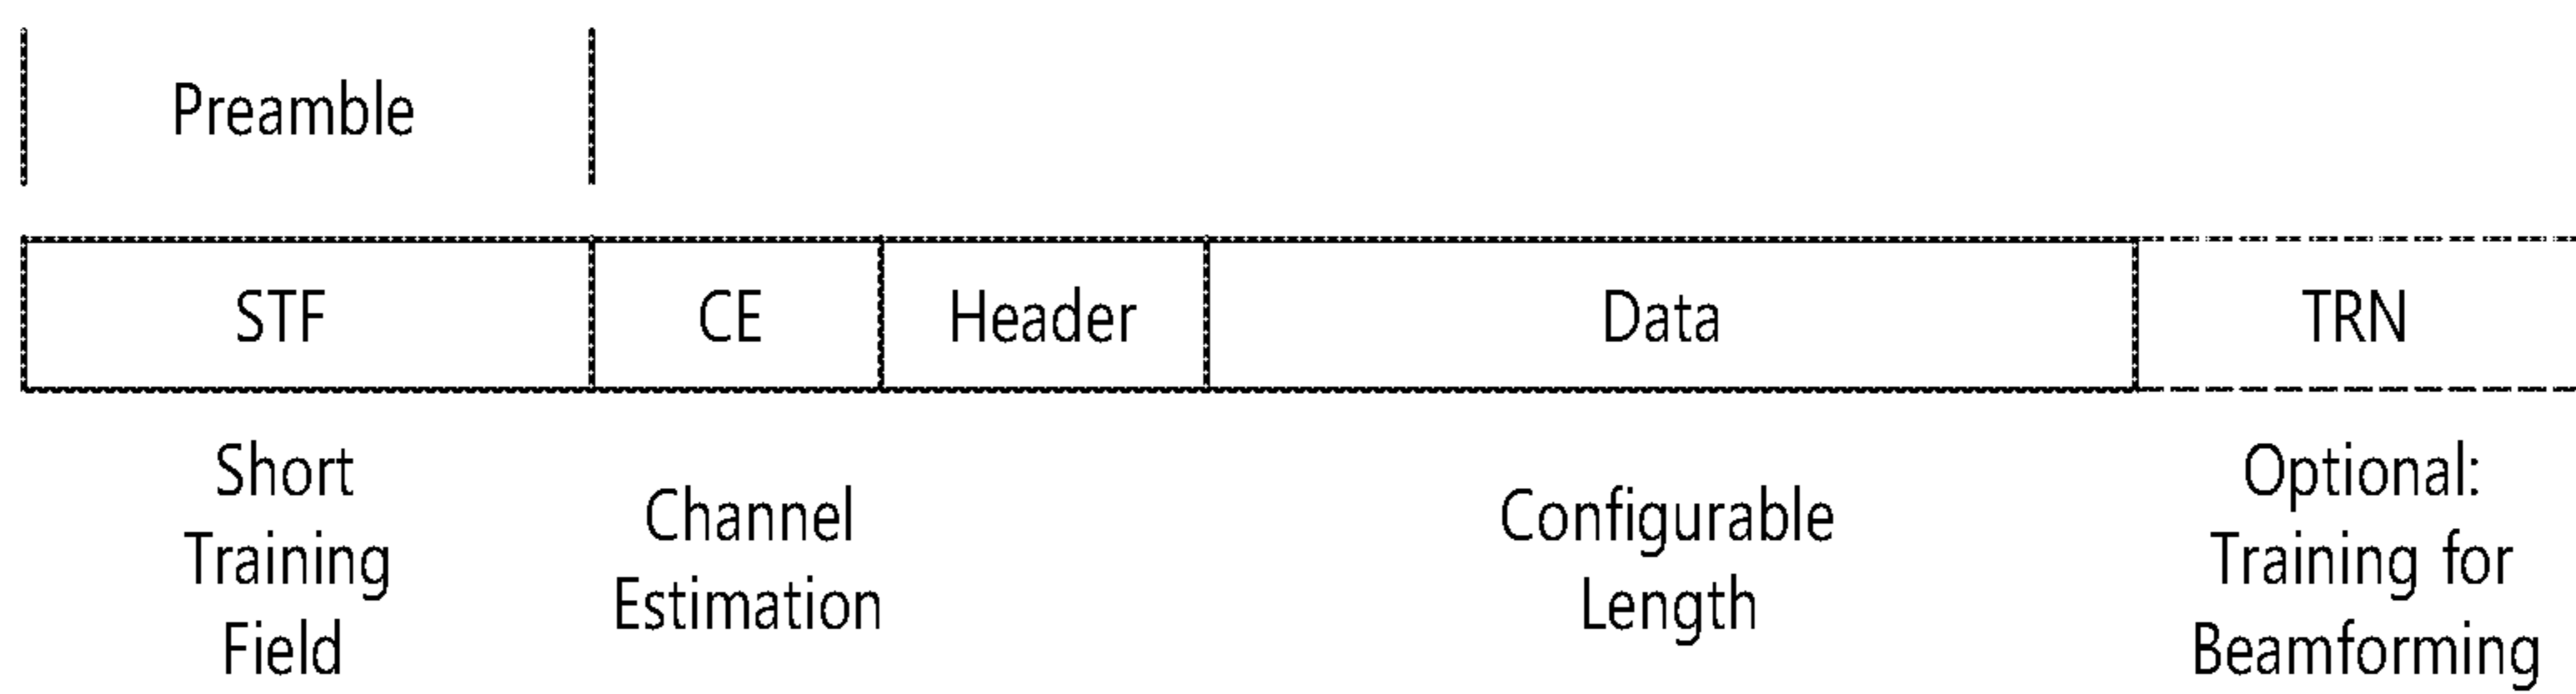 Preamble
STF CE Header Data TRN
Short
Training
Field
Channel
Estimation
Configurable
Length
Optional:
Training for
Beamforming